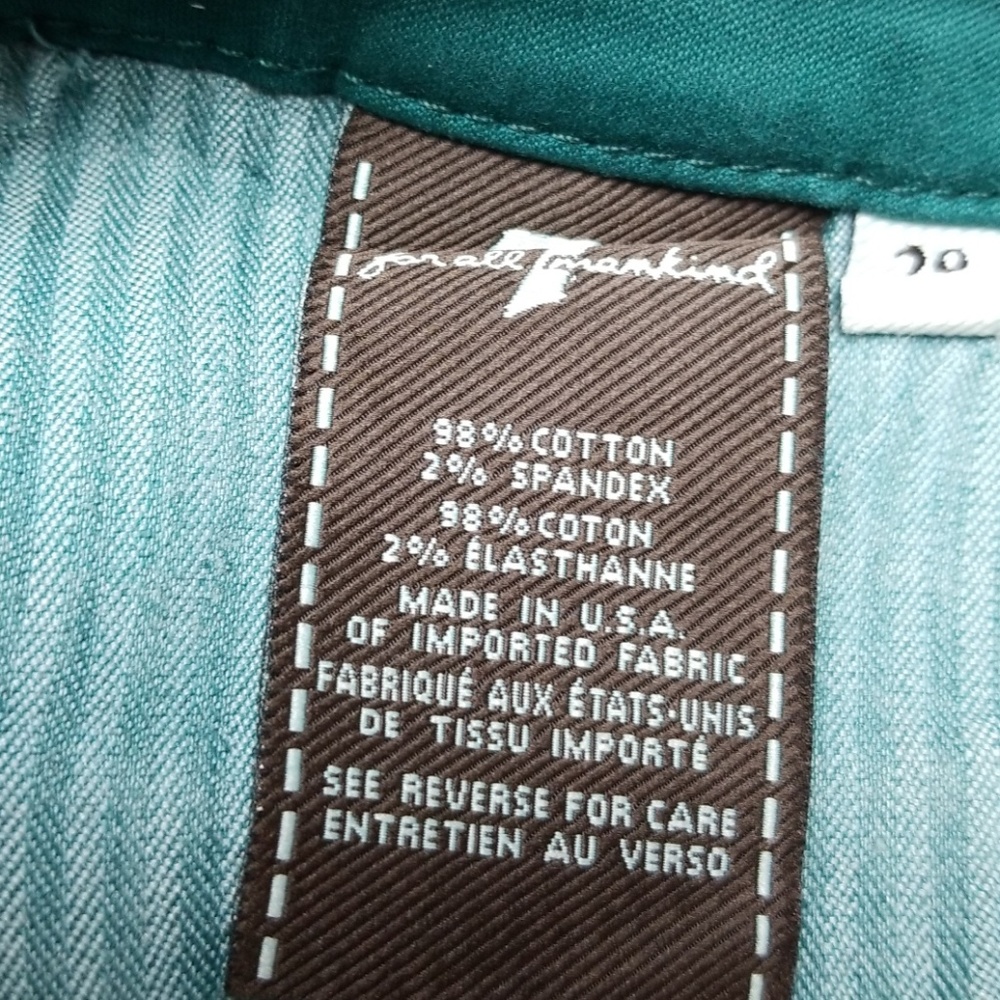 for all 7 mankind
98% COTTON
2% SPANDEX
98% COTON
2% ÉLASTHANNE
MADE IN U.S.A.
OF IMPORTED FABRIC
FABRIQUÉ AUX ÉTATS-UNIS
DE TISSU IMPORTÉ
SEE REVERSE FOR CARE
ENTRETIEN AU VERSO